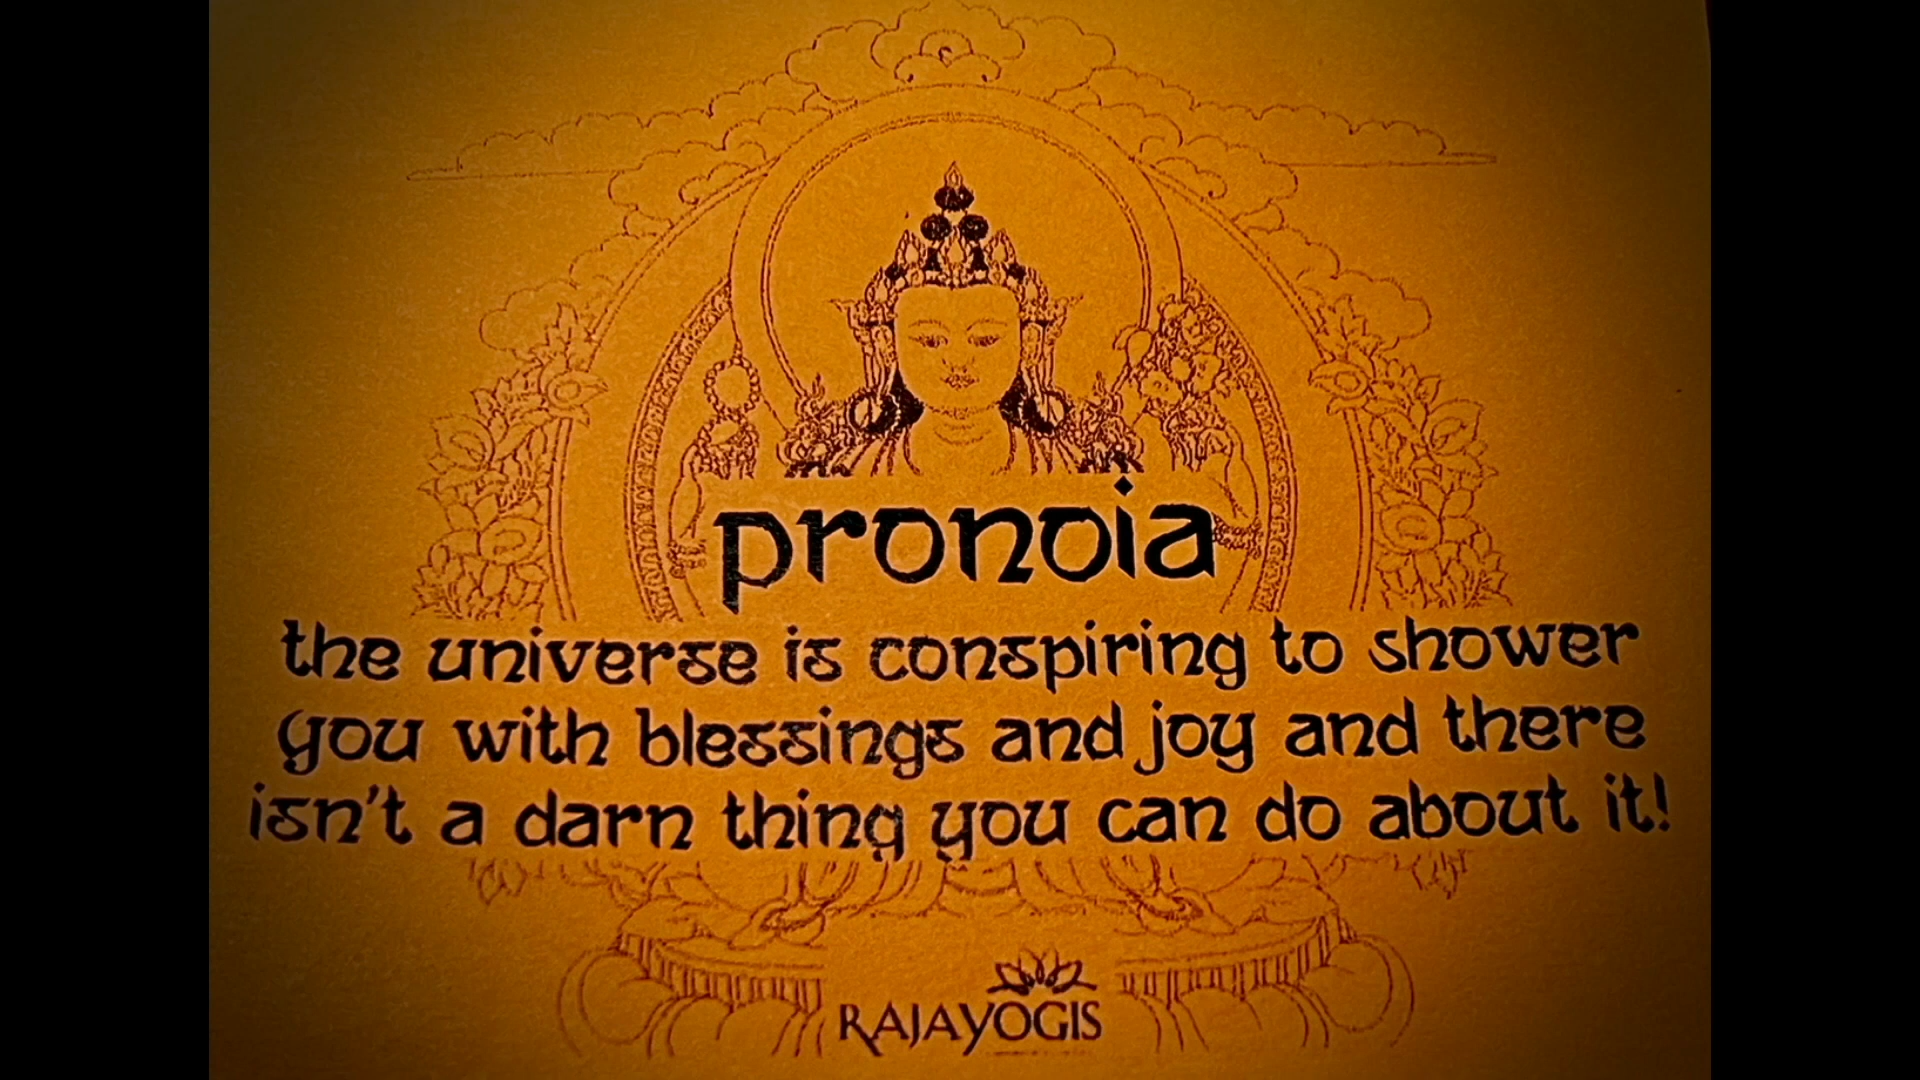 pronoia
the universe is conspiring to shower
you with blessings and joy and there
isn't a darn thing you can do about it!
RAJAYOGIS